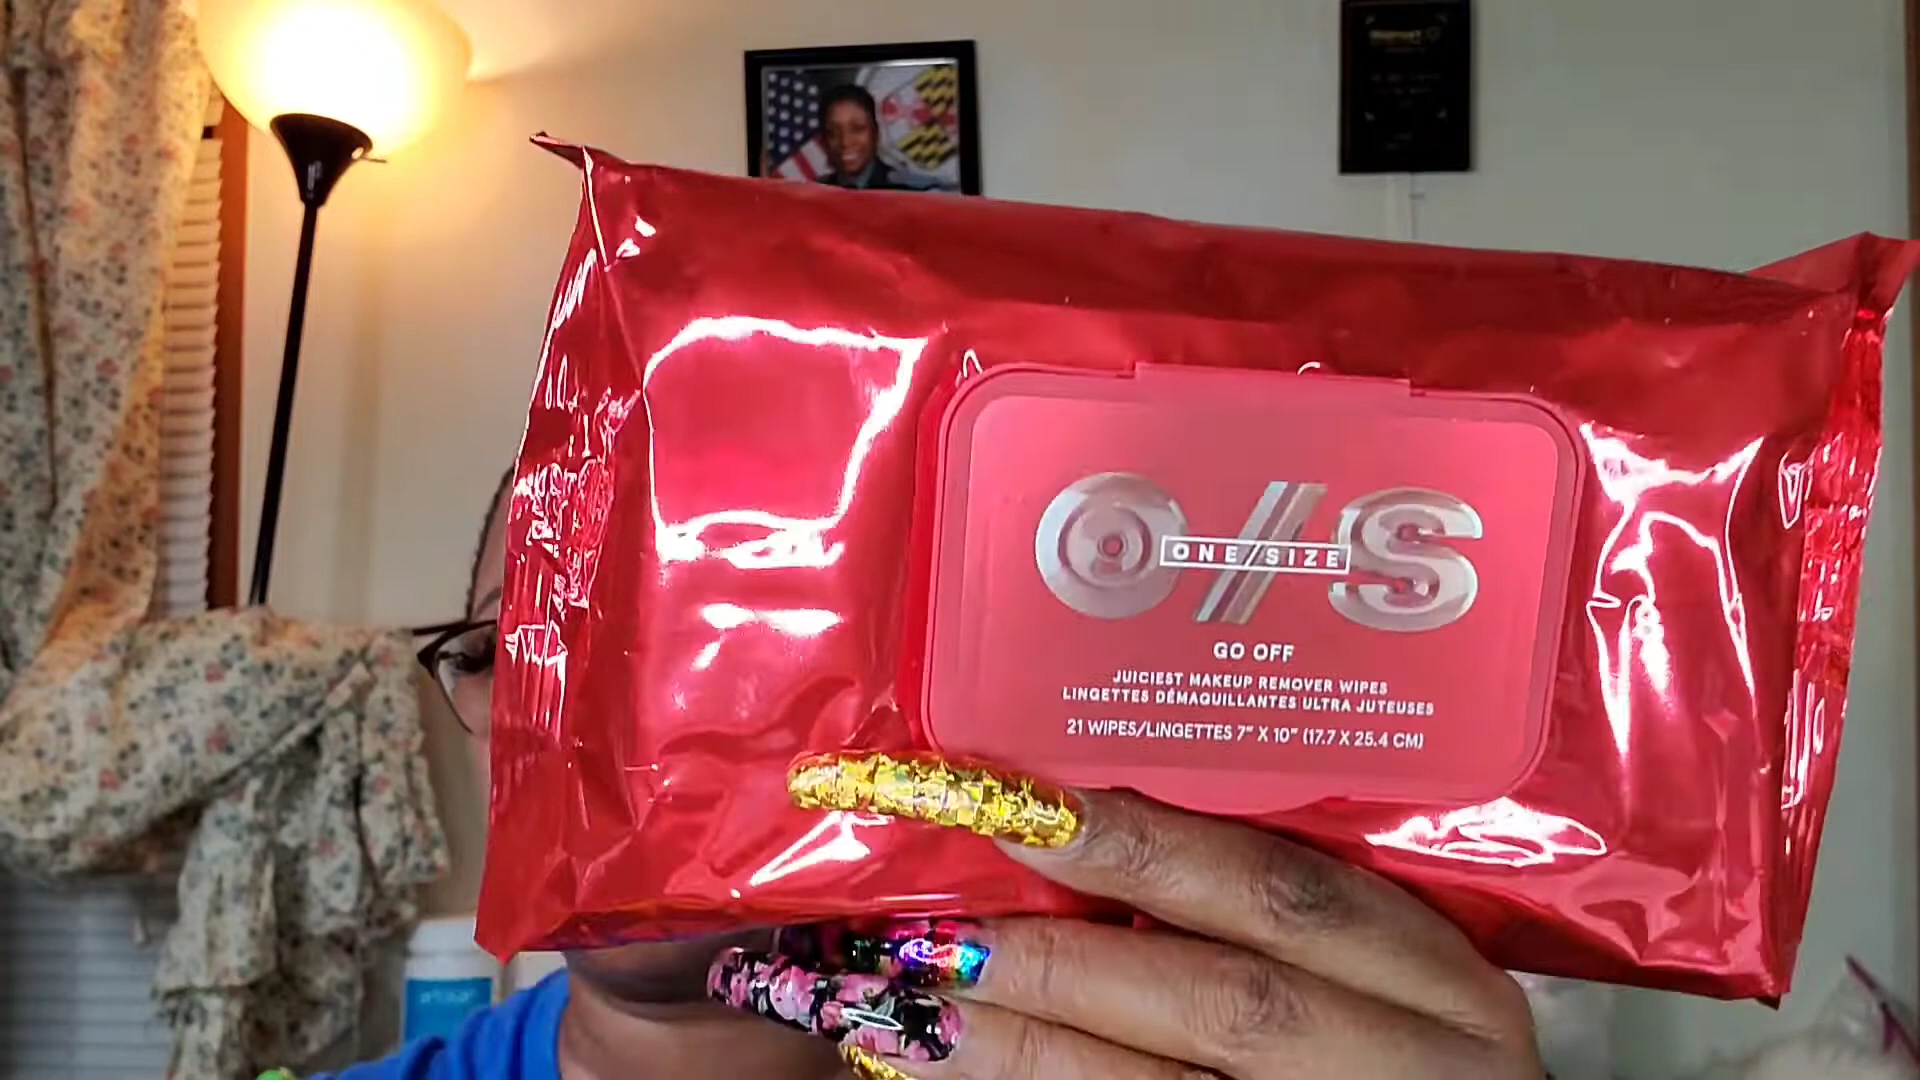 O/S
ONE/SIZE
GO OFF
JUICIEST MAKEUP REMOVER WIPES
LINGETTES DÉMAQUILLANTES ULTRA JUTEUSES
21 WIPES/LINGETTES 7" X 10" (17.7 X 25.4 CM)